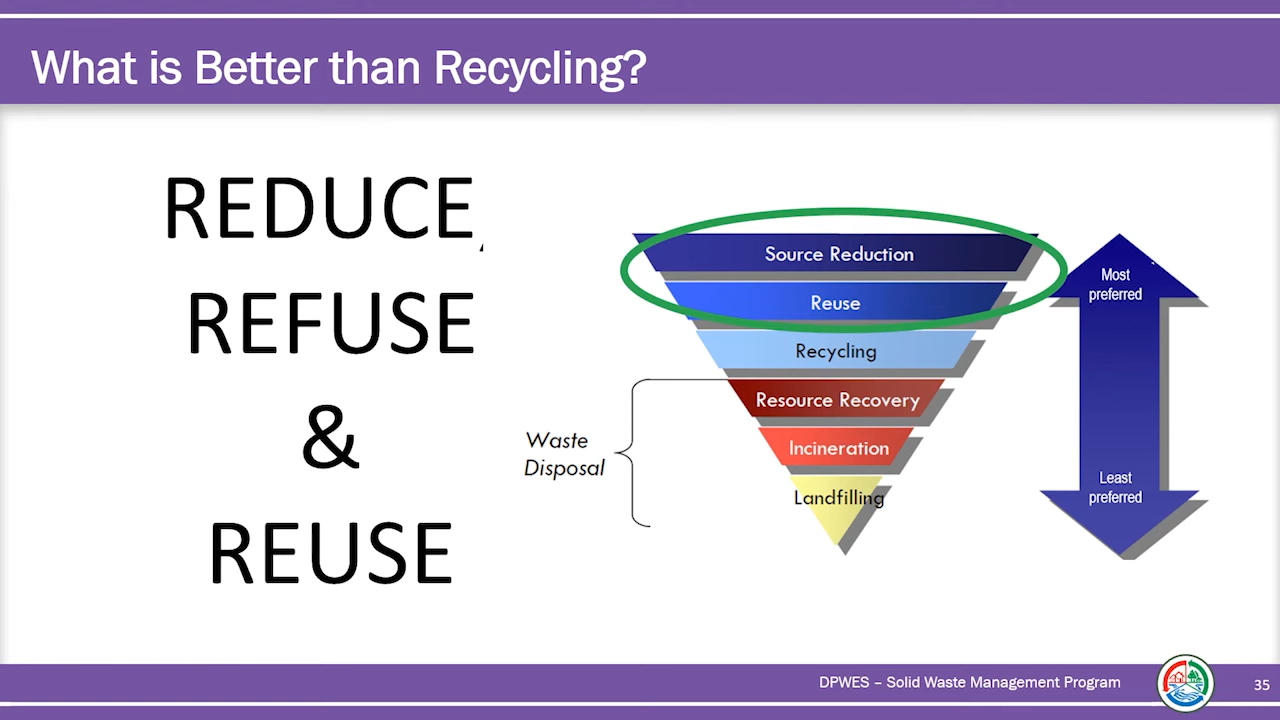 What is Better than Recycling?
REDUCE,
REFUSE
&
REUSE
Source Reduction
Reuse
Recycling
Resource Recovery
Incineration
Landfilling
Waste
Disposal
Most
preferred
Least
preferred
DPWES – Solid Waste Management Program
35